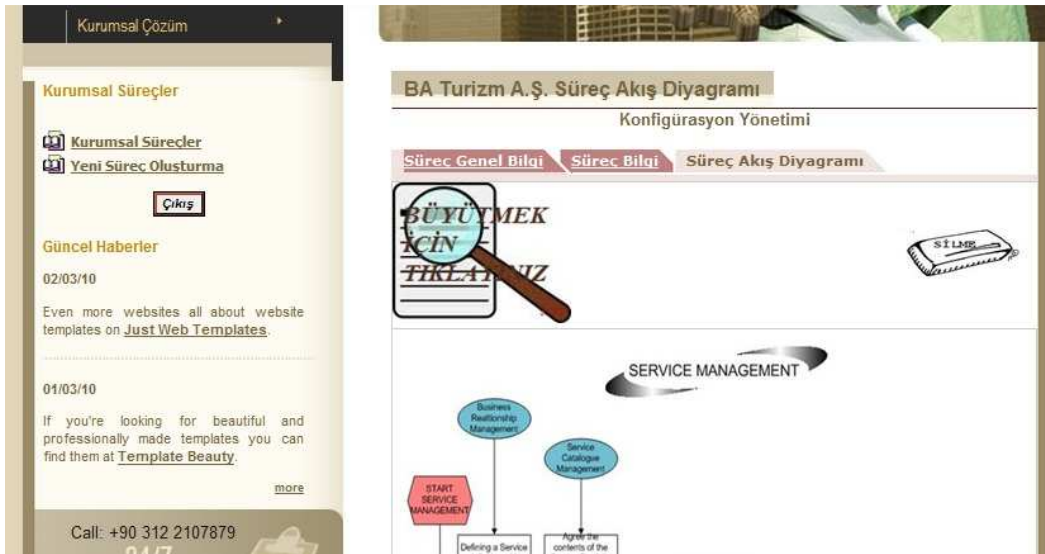 Kurumsal Çözüm
Kurumsal Süreçler
Kurumsal Süreçler
Yeni Süreç Oluşturma
Çıkış
Güncel Haberler
02/03/10
Even more websites all about website
templates on Just Web Templates.
01/03/10
If you're looking for beautiful and
professionally made templates you can
find them at Template Beauty.
more
Call: +90 312 2107879
24/7
BA Turizm A.Ş. Süreç Akış Diyagramı
Konfigürasyon Yönetimi
Süreç Genel Bilgi Süreç Bilgi Süreç Akış Diyagramı
BÜYÜTMEK
İÇİN
TIKLAYINIZ
SİLME
SERVICE MANAGEMENT
Business
Realtionship
Management
Service
Catalogue
Management
START
SERVICE
MANAGEMENT
Defining a Service
Agree the
contents of the